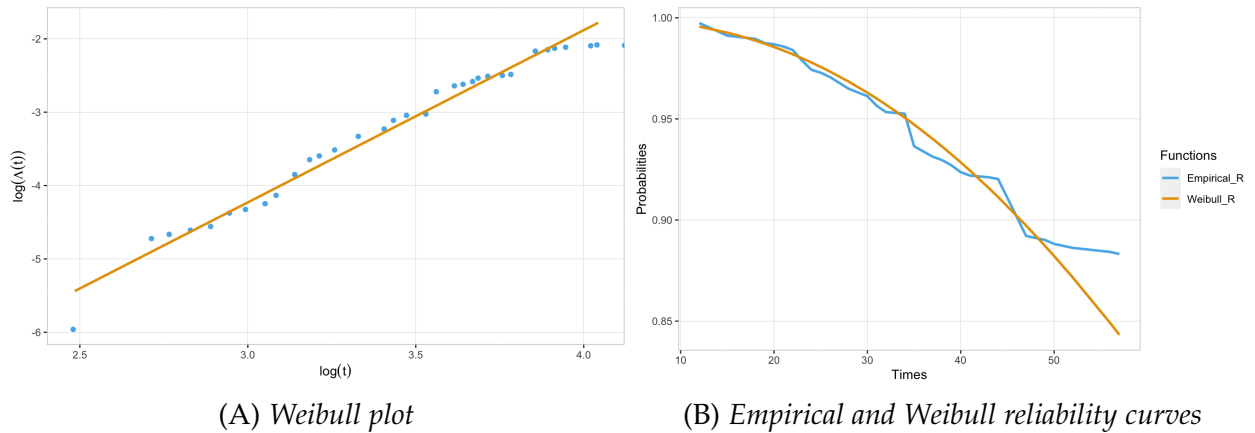 -2
-3
-4
-5
-6
log(Λ(t))
2.5 3.0 3.5 4.0
log(t)
(A) Weibull plot
1.00
0.95
0.90
0.85
Probabilities
10 20 30 40 50
Times
Functions
Empirical_R
Weibull_R
(B) Empirical and Weibull reliability curves